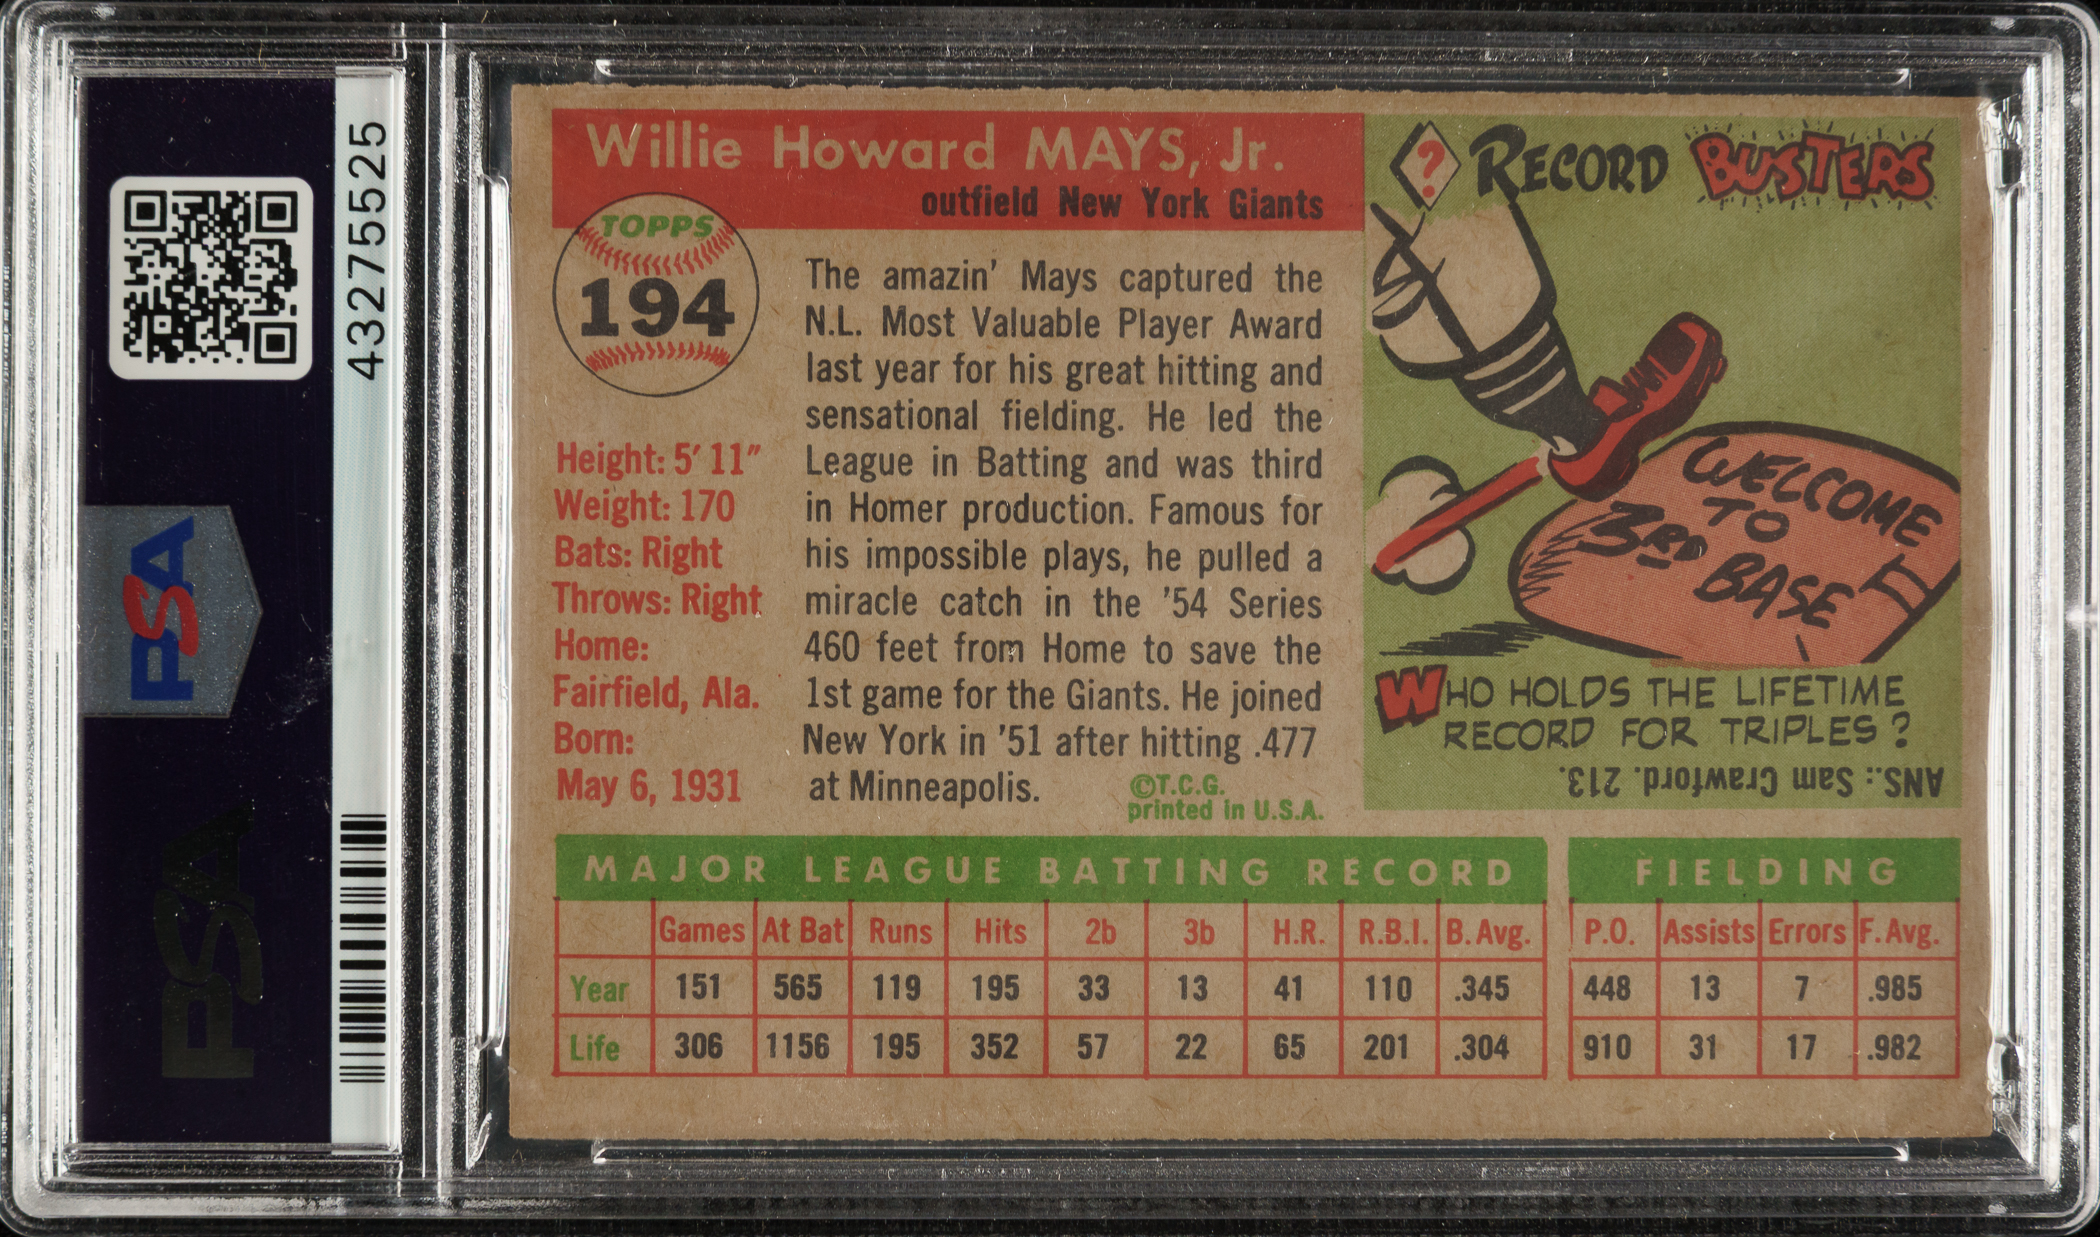 43275525
PSA
PSA
Willie Howard MAYS, Jr.
outfield New York Giants
TOPPS
194
Height: 5' 11"
Weight: 170
Bats: Right
Throws: Right
Home:
Fairfield, Ala.
Born:
May 6, 1931
The amazin' Mays captured the
N.L. Most Valuable Player Award
last year for his great hitting and
sensational fielding. He led the
League in Batting and was third
in Homer production. Famous for
his impossible plays, he pulled a
miracle catch in the '54 Series
460 feet from Home to save the
1st game for the Giants. He joined
New York in '51 after hitting .477
at Minneapolis.
©T.C.G.
printed in U.S.A.
? RECORD BUSTERS
WELCOME
TO
3RD BASE
WHO HOLDS THE LIFETIME
RECORD FOR TRIPLES?
ANS.: Sam Crawford. 213.
MAJOR LEAGUE BATTING RECORD
Games At Bat Runs Hits 2b 3b H.R. R.B.I. B. Avg.
Year 151 565 119 195 33 13 41 110 .345
Life 306 1156 195 352 57 22 65 201 .304
FIELDING
P.O. Assists Errors F. Avg.
448 13 7 .985
910 31 17 .982